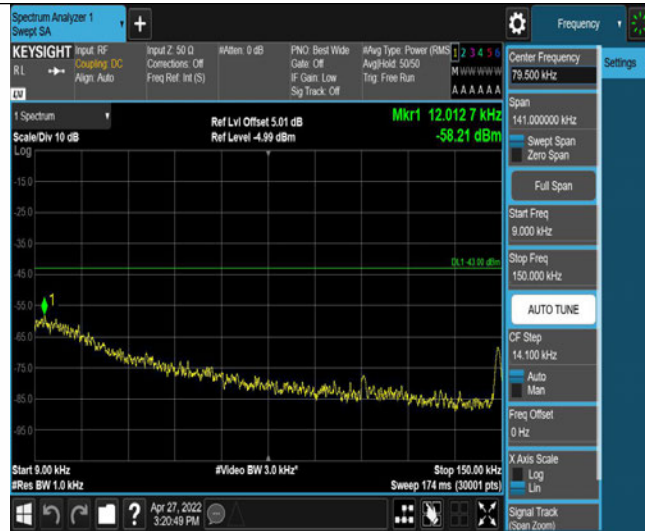 Spectrum Analyzer 1
Swept SA
Frequency
KEYSIGHT
RL
Input: RF
Coupling: DC
Align: Auto
Input Z: 50 Ω
Corrections: Off
Freq Ref: Int (S)
#Atten: 0 dB
PNO: Best Wide
Gate: Off
IF Gain: Low
Sig Track: Off
#Avg Type: Power (RMS
Avg|Hold: 50/50
Trig: Free Run
1 2 3 4 5 6
M W W W W W
A A A A A A
LXI
1 Spectrum
Scale/Div 10 dB
Log
Ref Lvl Offset 5.01 dB
Ref Level -4.99 dBm
Mkr1 12.012 7 kHz
-58.21 dBm
-15.0
-25.0
-35.0
-45.0
-55.0
-65.0
-75.0
-85.0
-95.0
DL1 -43.00 dBm
1
Start 9.00 kHz
#Res BW 1.0 kHz
#Video BW 3.0 kHz*
Stop 150.00 kHz
Sweep 174 ms (30001 pts)
Apr 27, 2022
3:20:49 PM
Center Frequency
79.500 kHz
Settings
Span
141.000000 kHz
Swept Span
Zero Span
Full Span
Start Freq
9.000 kHz
Stop Freq
150.000 kHz
AUTO TUNE
CF Step
14.100 kHz
Auto
Man
Freq Offset
0 Hz
X Axis Scale
Log
Lin
Signal Track
(Span Zoom)